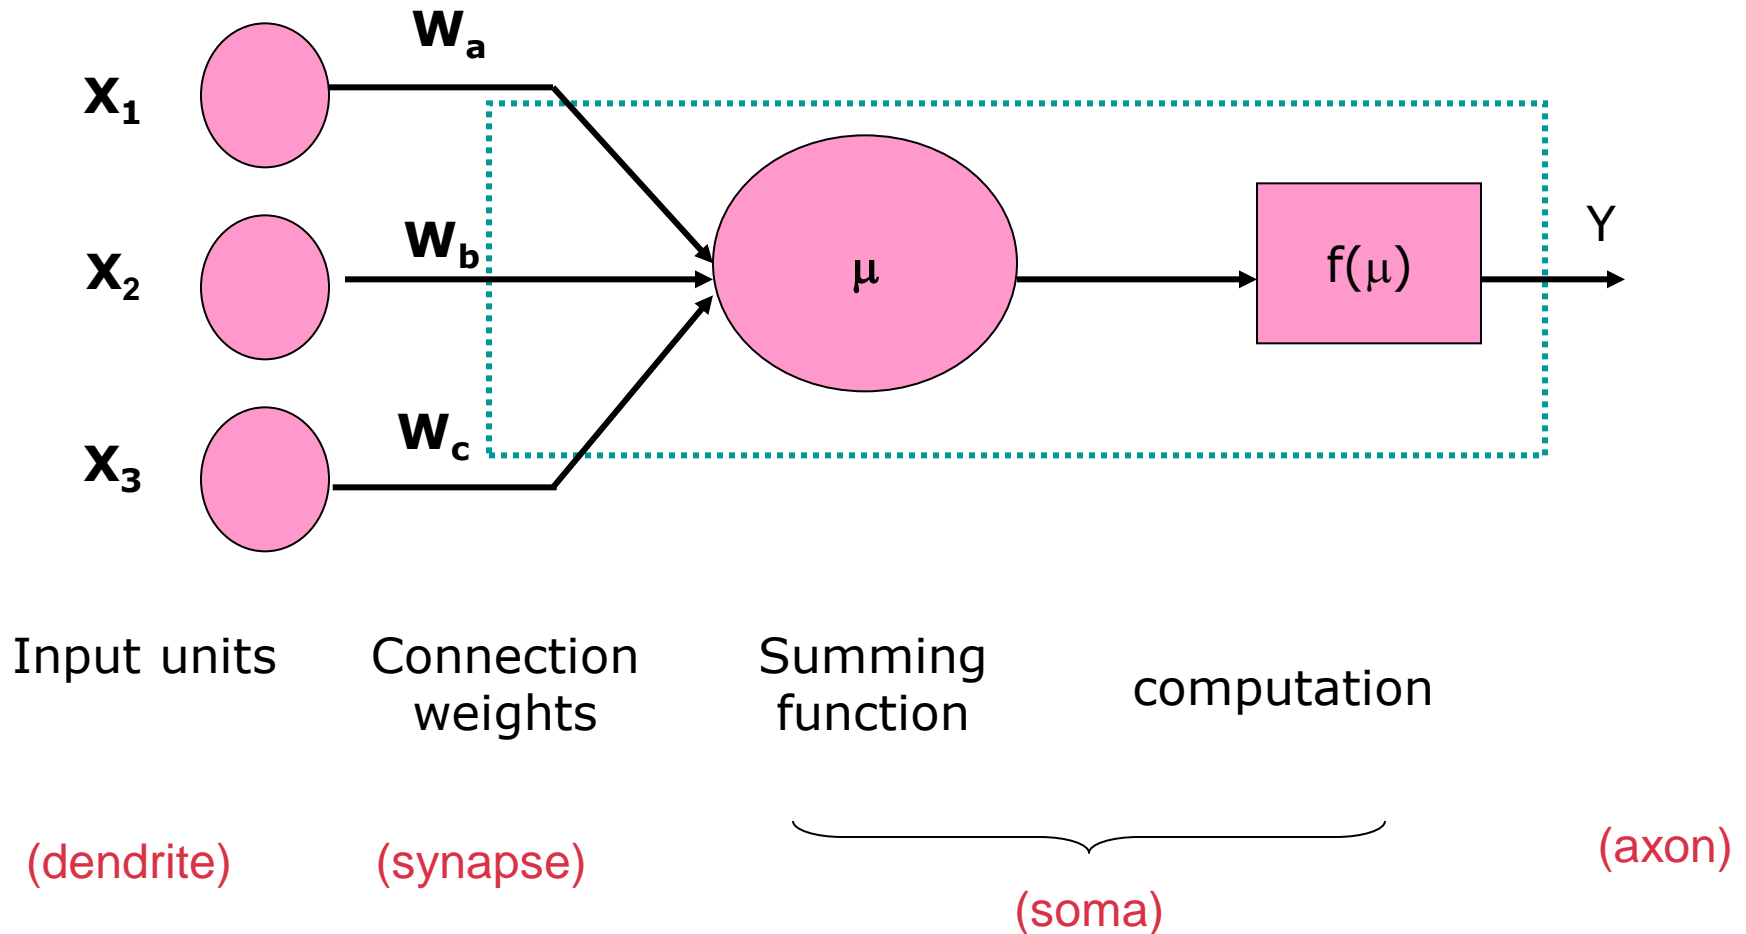 Wa
X1
Wb
X2
μ
f(μ)
Y
Wc
X3
Input units
Connection
weights
Summing
function
computation
(dendrite)
(synapse)
(soma)
(axon)